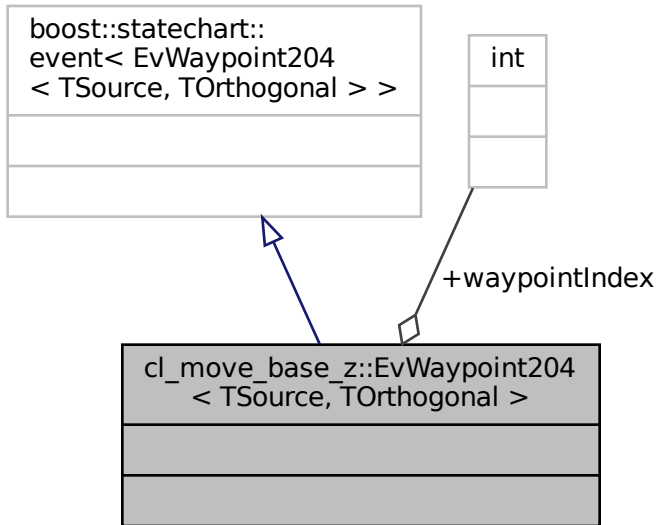 boost::statechart::
event< EvWaypoint204
< TSource, TOrthogonal > >
int
+waypointIndex
cl_move_base_z::EvWaypoint204
< TSource, TOrthogonal >